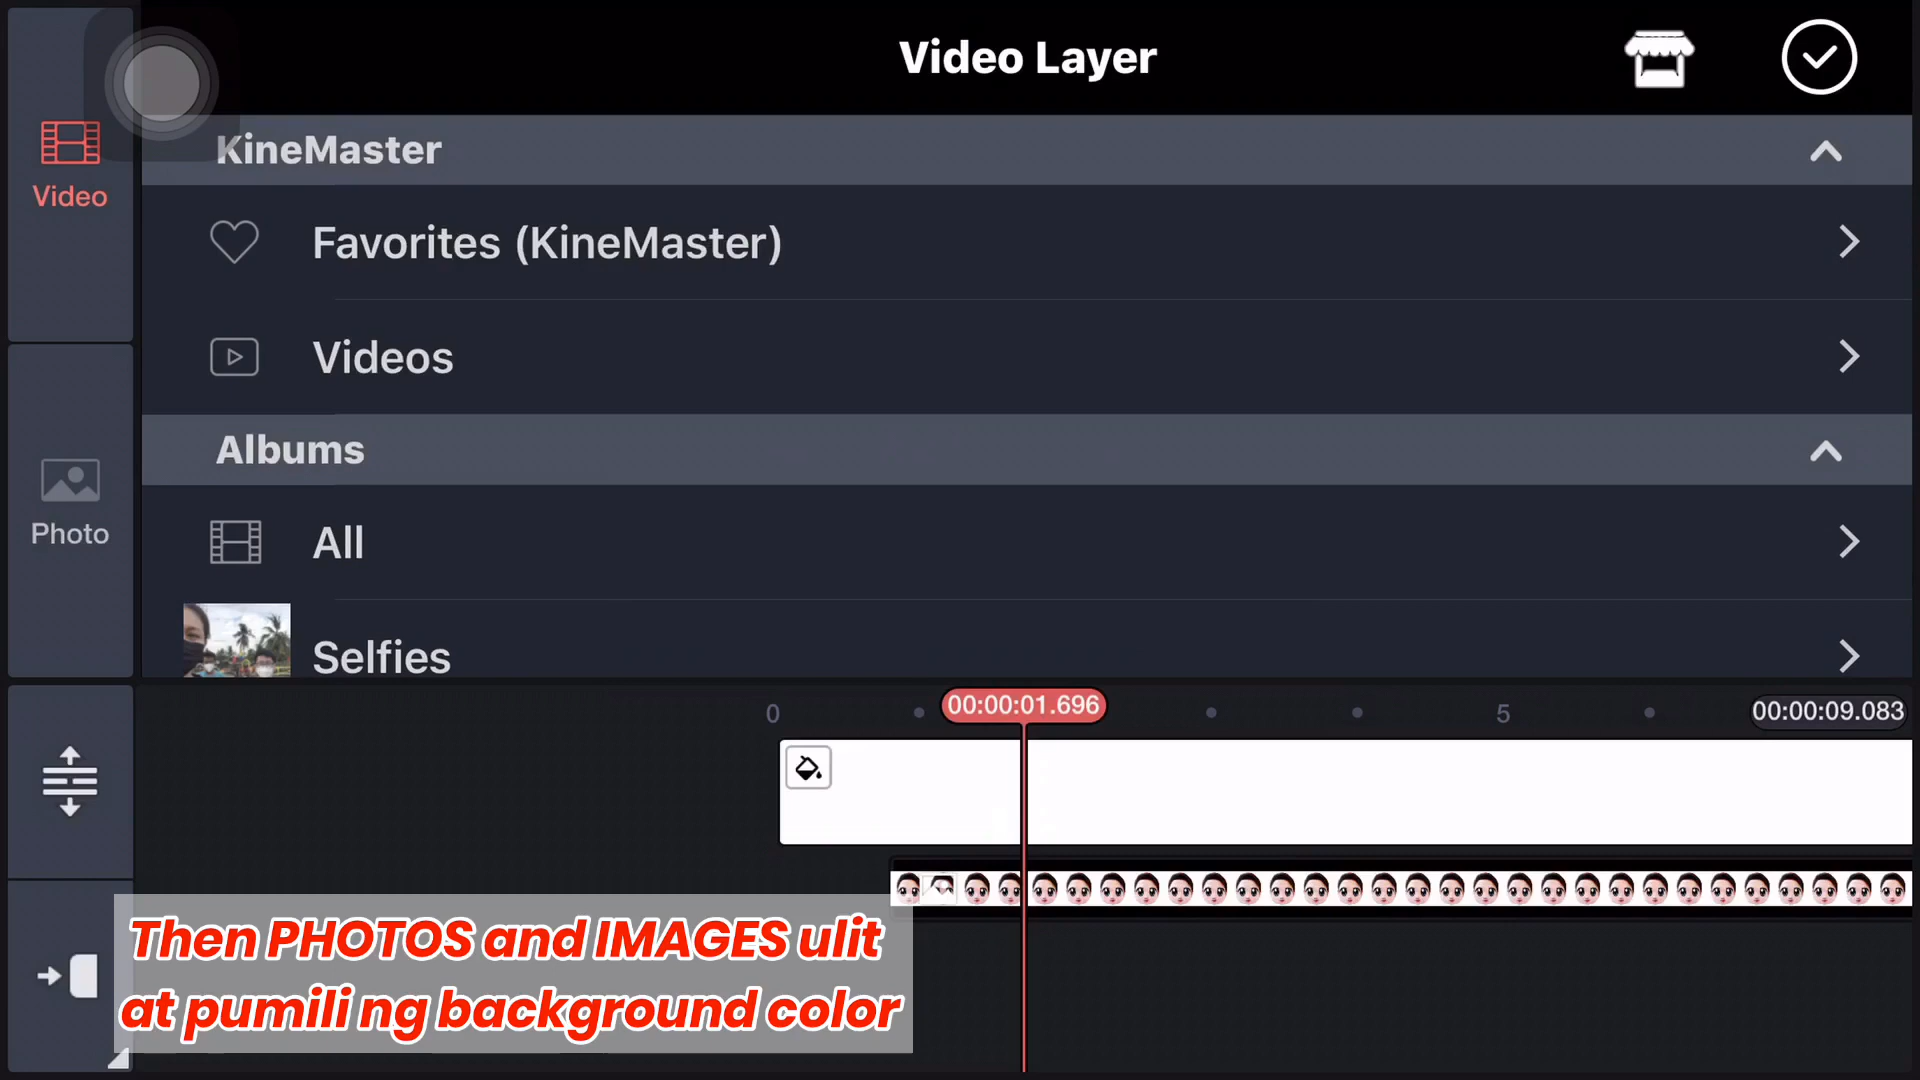 Video Layer
Video
KineMaster
Favorites (KineMaster)
Videos
Albums
Photo
All
Selfies
0
00:00:01.696
5
00:00:09.083
Then PHOTOS and IMAGES ulit
at pumili ng background color